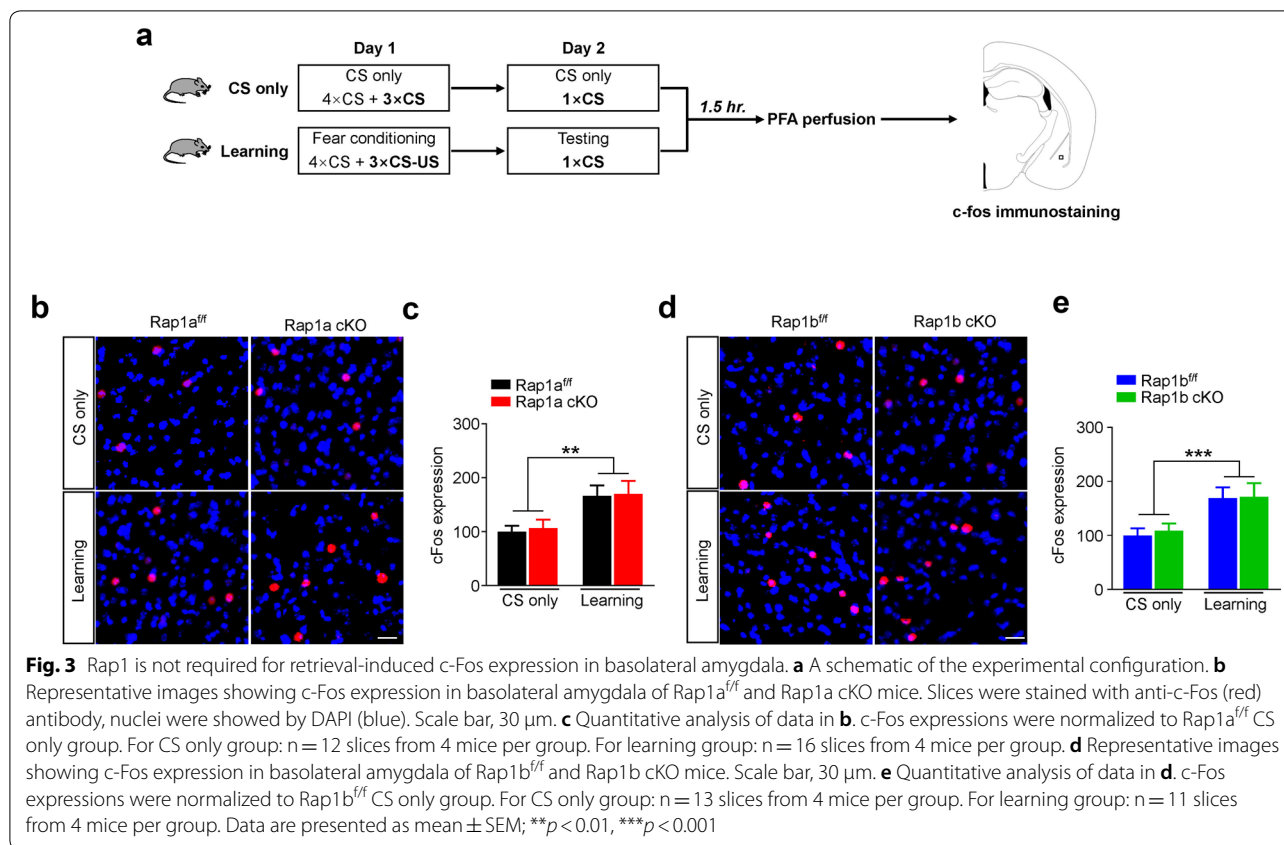 a
Day 1
Day 2
CS only
CS only
4×CS + 3×CS
CS only
1×CS
1.5 hr.
PFA perfusion
Learning
Fear conditioning
4×CS + 3×CS-US
Testing
1×CS
c-fos immunostaining
b
Rap1a^f/f
Rap1a cKO
CS only
Learning
c
Rap1a^f/f
Rap1a cKO
cFos expression
300
200
100
0
**
CS only
Learning
d
Rap1b^f/f
Rap1b cKO
CS only
Learning
e
Rap1b^f/f
Rap1b cKO
cFos expression
300
200
100
0
***
CS only
Learning
Fig. 3 Rap1 is not required for retrieval-induced c-Fos expression in basolateral amygdala. a A schematic of the experimental configuration. b
Representative images showing c-Fos expression in basolateral amygdala of Rap1a^f/f and Rap1a cKO mice. Slices were stained with anti-c-Fos (red)
antibody, nuclei were showed by DAPI (blue). Scale bar, 30 μm. c Quantitative analysis of data in b. c-Fos expressions were normalized to Rap1a^f/f CS
only group. For CS only group: n = 12 slices from 4 mice per group. For learning group: n = 16 slices from 4 mice per group. d Representative images
showing c-Fos expression in basolateral amygdala of Rap1b^f/f and Rap1b cKO mice. Scale bar, 30 μm. e Quantitative analysis of data in d. c-Fos
expressions were normalized to Rap1b^f/f CS only group. For CS only group: n = 13 slices from 4 mice per group. For learning group: n = 11 slices
from 4 mice per group. Data are presented as mean ± SEM; **p < 0.01, ***p < 0.001